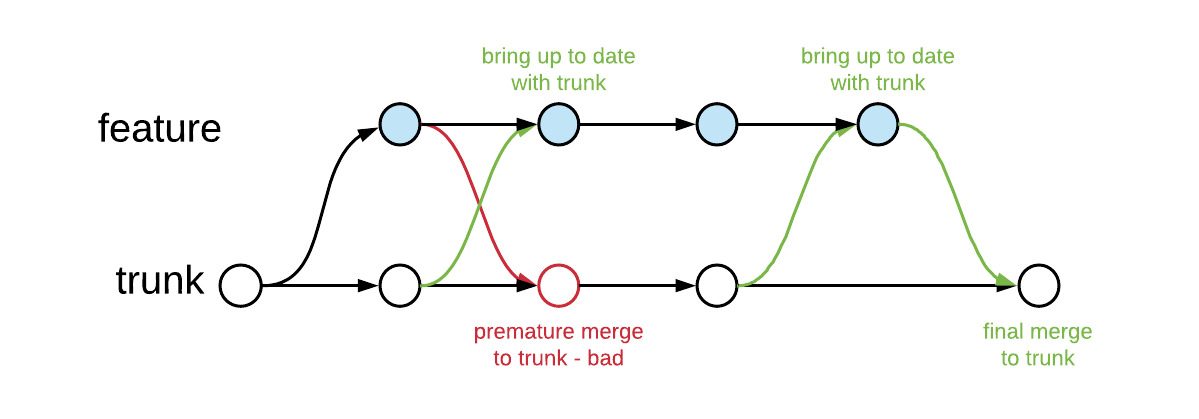 bring up to date
with trunk
bring up to date
with trunk
feature
trunk
premature merge
to trunk - bad
final merge
to trunk